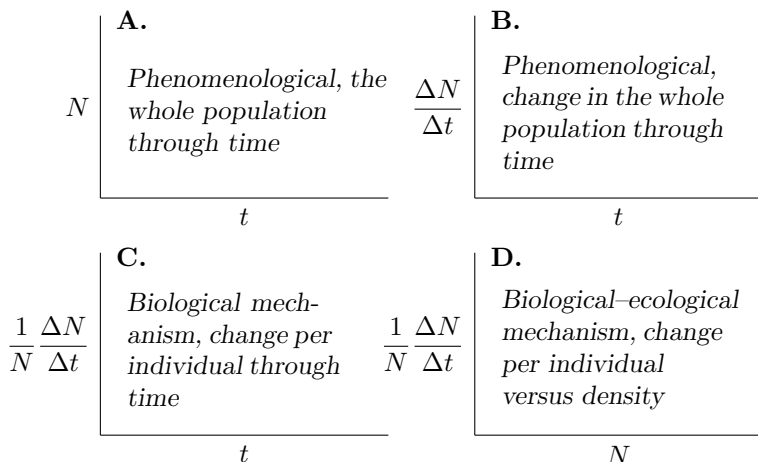 A.
Phenomenological, the
whole population
through time
N
t
B.
Phenomenological,
change in the whole
population through
time
ΔN
Δt
t
C.
Biological mech-
anism, change per
individual through
time
1 ΔN
N Δt
t
D.
Biological–ecological
mechanism, change
per individual
versus density
1 ΔN
N Δt
N